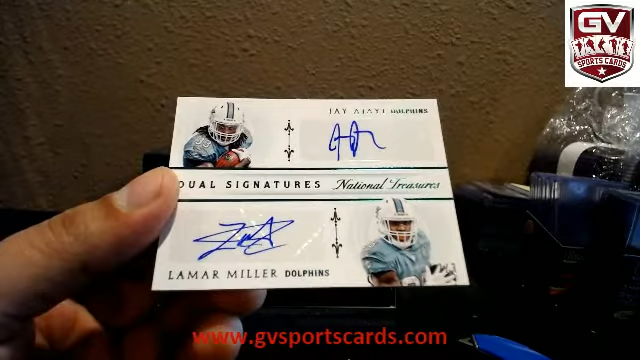 GV
SPORTS CARDS
JAY AJAYI DOLPHINS
DUAL SIGNATURES National Treasures
LAMAR MILLER DOLPHINS
www.gvsportscards.com